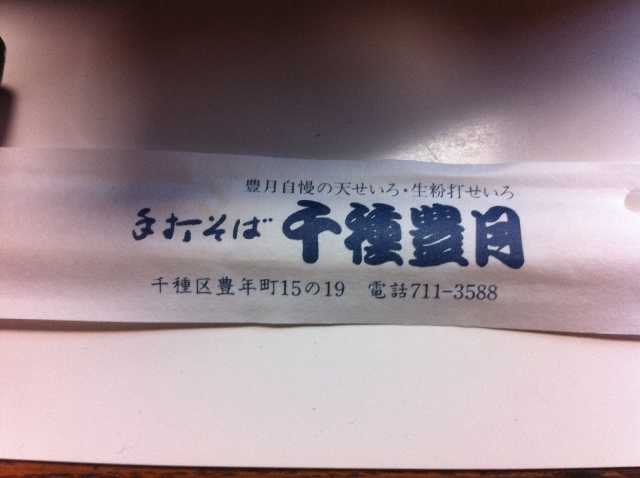 豊月自慢の天せいろ・生粉打せいろ
手打そば 千種豊月
千種区豊年町15の19 電話711-3588